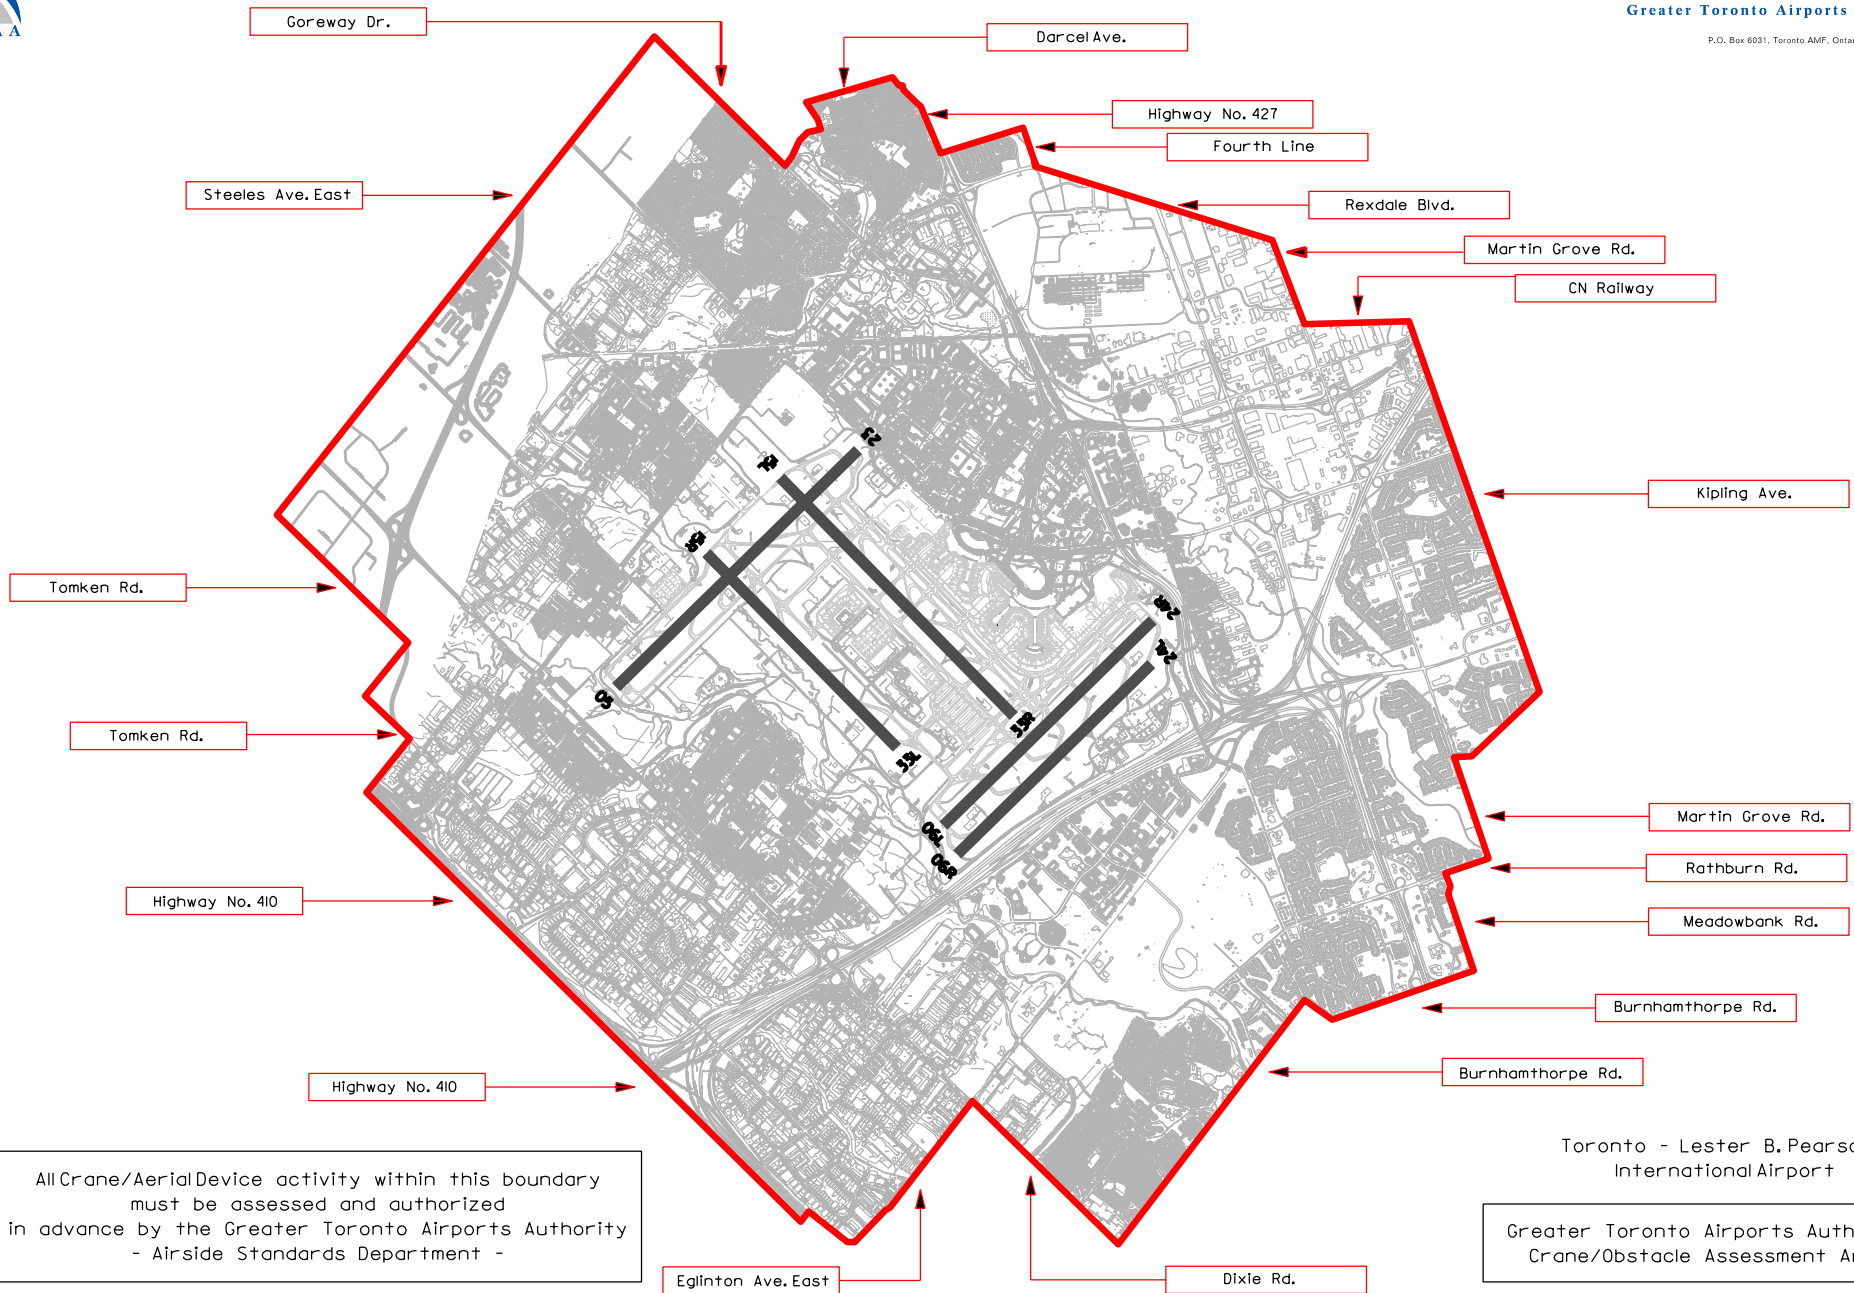 A A
Greater Toronto Airports
P.O. Box 6031, Toronto AMF,
Goreway Dr.
Darcel Ave.
Highway No. 427
Fourth Line
Steeles Ave. East
Rexdale Blvd.
Martin Grove Rd.
CN Railway
Kipling Ave.
Tomken Rd.
Tomken Rd.
Martin Grove Rd.
Rathburn Rd.
Highway No. 410
Meadowbank Rd.
Burnhamthorpe Rd.
Burnhamthorpe Rd.
Highway No. 410
23
15L
15R
24R
24L
05
33R
33L
06L
06R
All Crane/Aerial Device activity within this boundary
must be assessed and authorized
in advance by the Greater Toronto Airports Authority
- Airside Standards Department -
Eglinton Ave. East
Dixie Rd.
Toronto - Lester B.
International Airport
Greater Toronto Airports
Crane/Obstacle Assessment